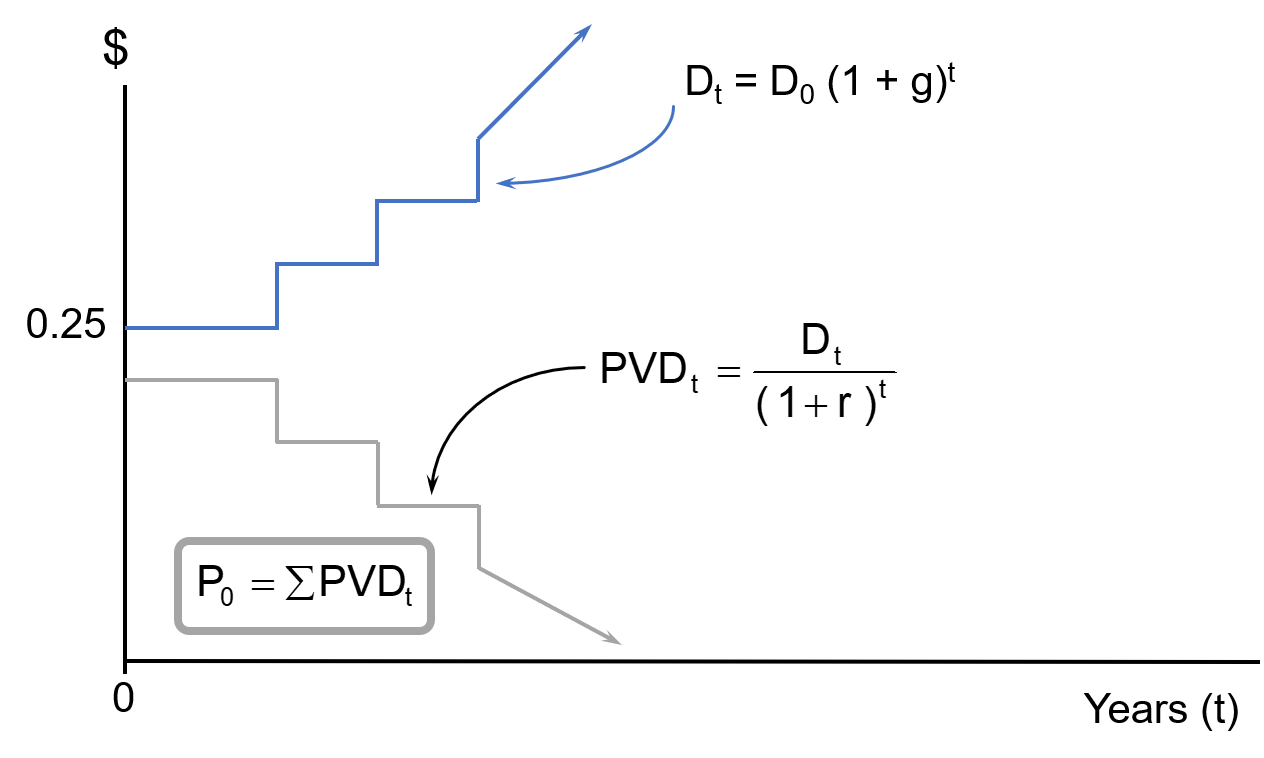 $
Dₜ = D₀ (1 + g)ᵗ
0.25
PVDₜ = Dₜ / (1+ r )ᵗ
P₀ = ∑PVDₜ
0
Years (t)